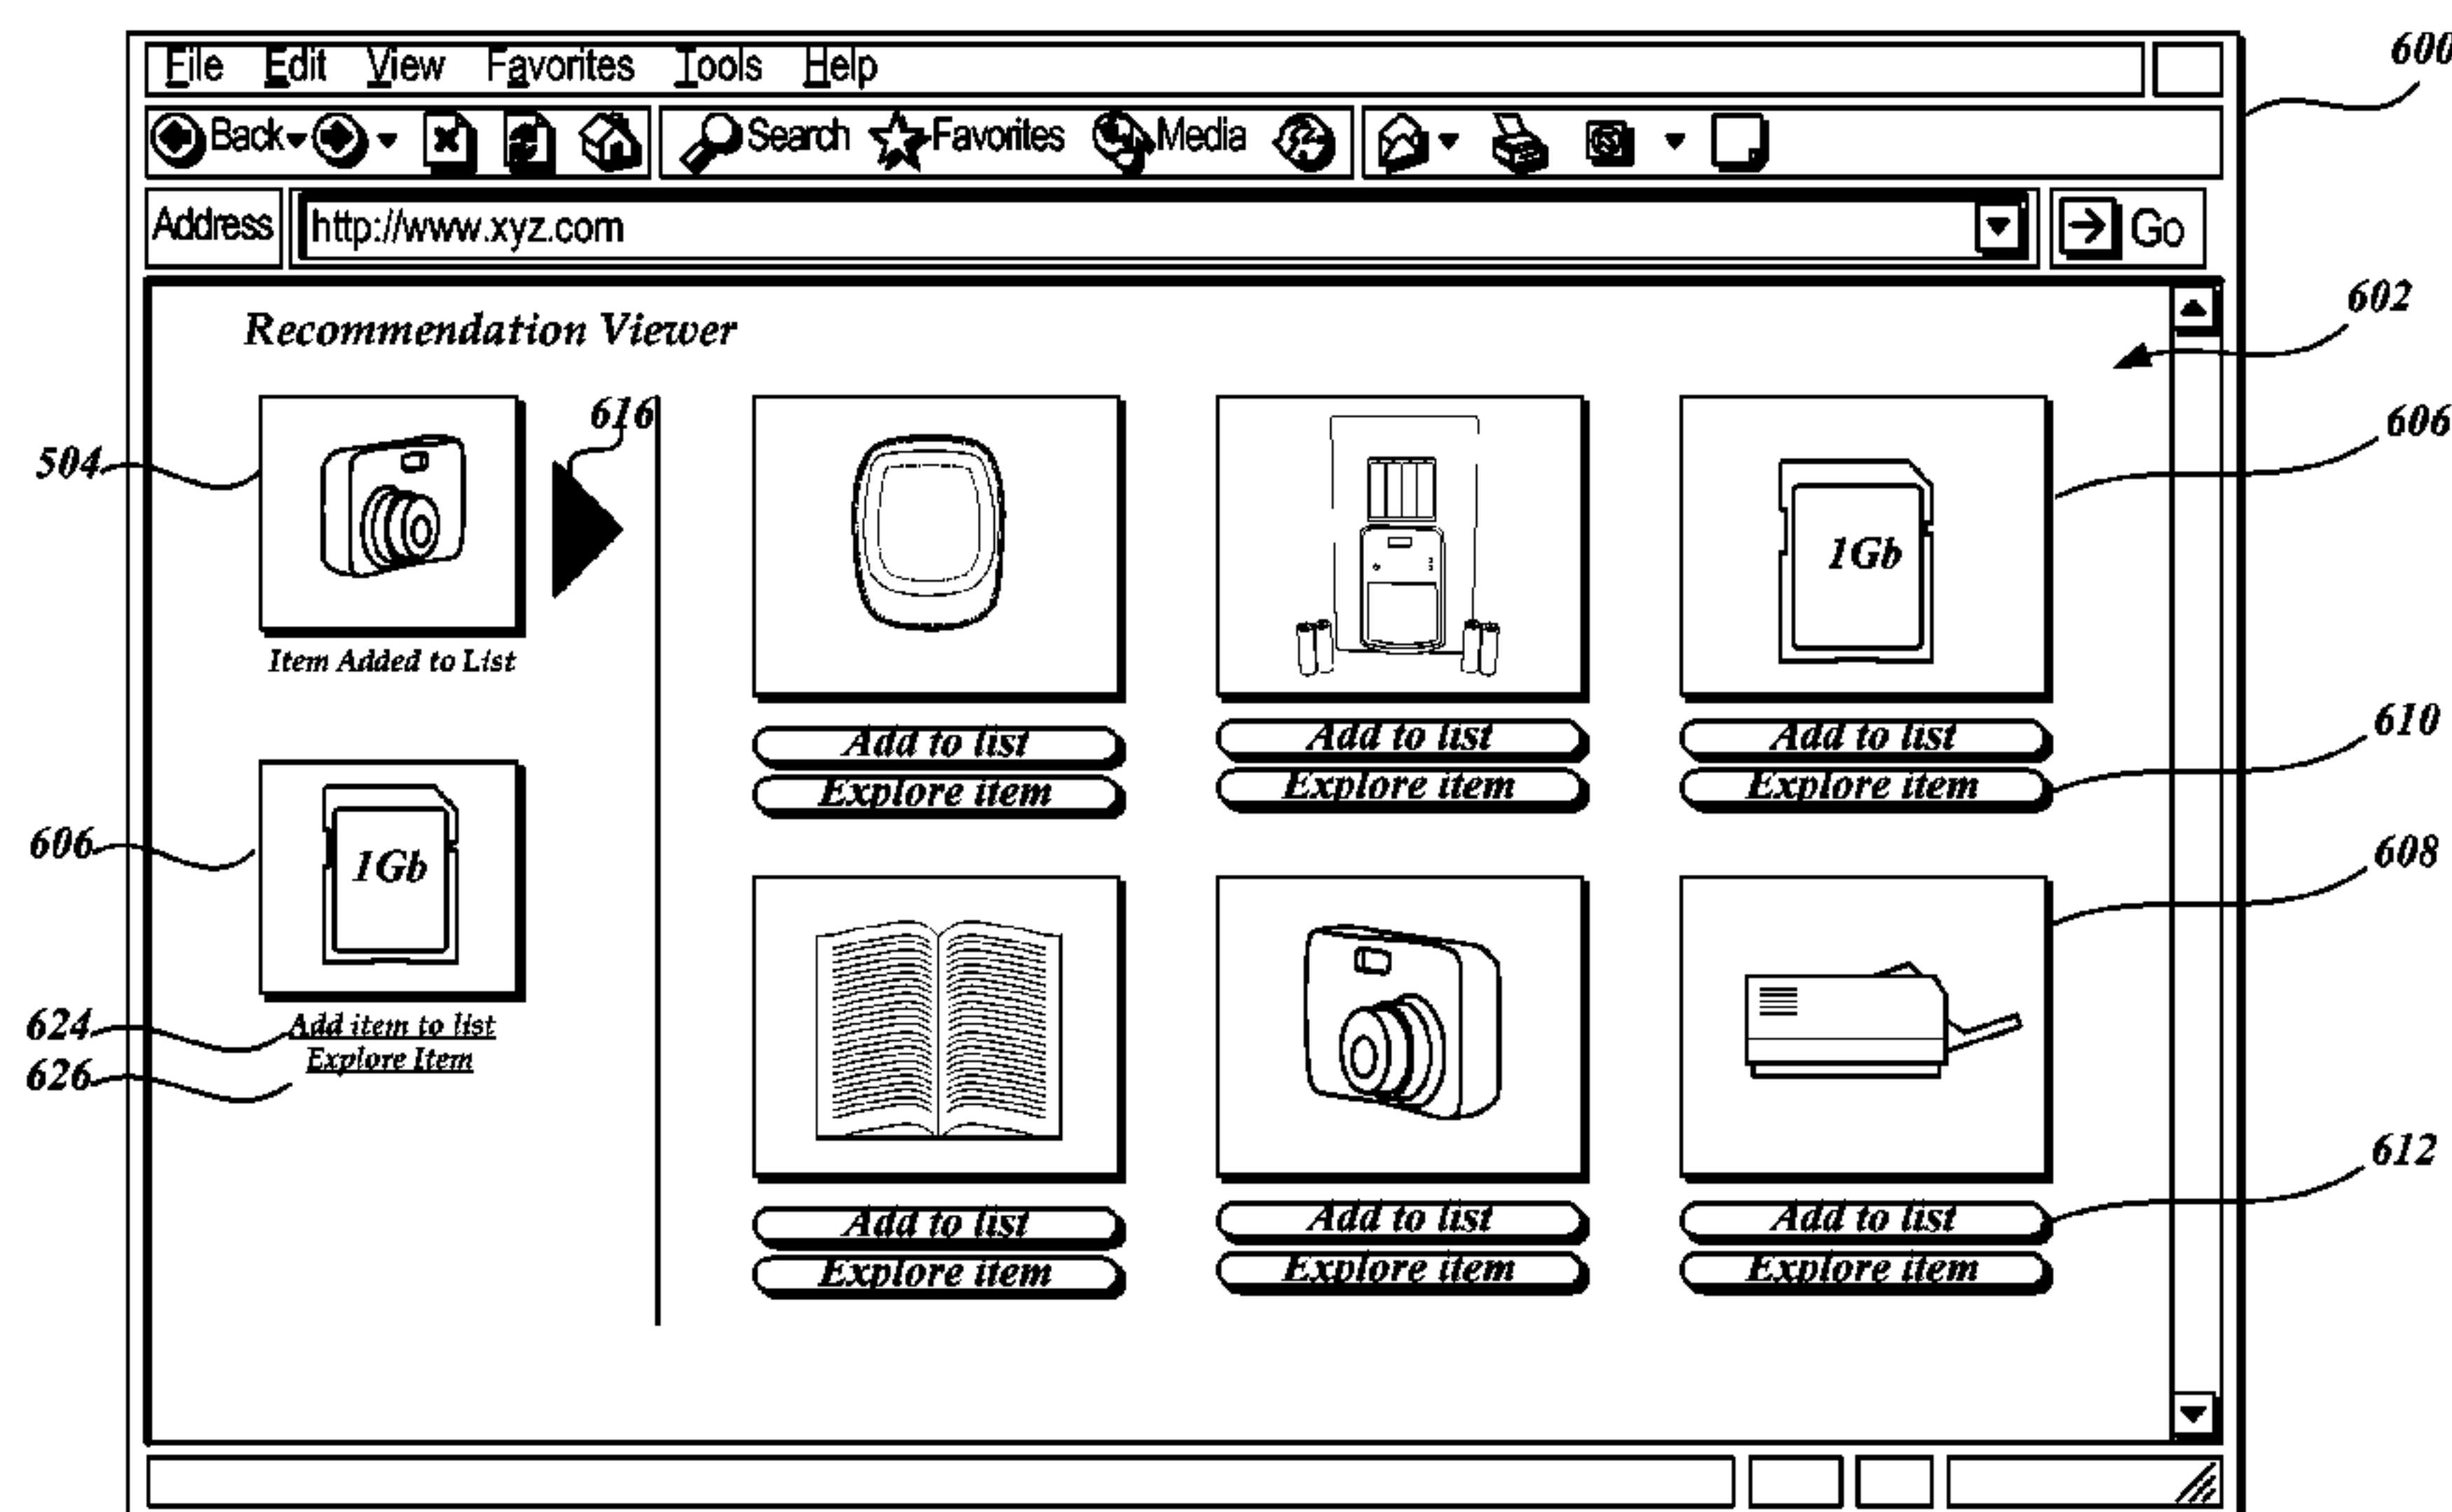 File Edit View Favorites Tools Help
600
Back Search Favorites Media
Address http://www.xyz.com Go
602
Recommendation Viewer
504
616
606
1Gb
Item Added to List
Add to list Add to list Add to list
610
Explore item Explore item Explore item
606
1Gb
608
624
Add item to list
626
Explore Item
612
Add to list Add to list Add to list
Explore item Explore item Explore item